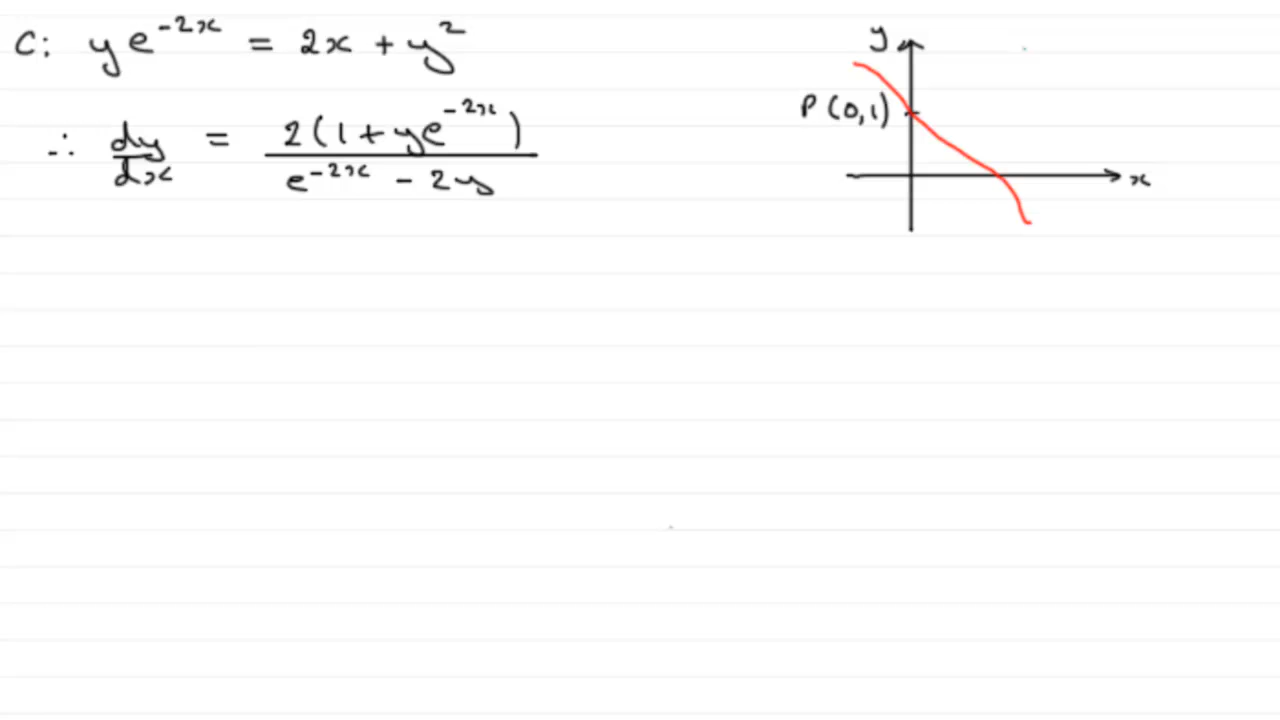 C: ye^{-2x} = 2x + y^2
∴ dy/dx = 2(1 + ye^{-2x}) / (e^{-2x} - 2y)
y
P (0,1)
x